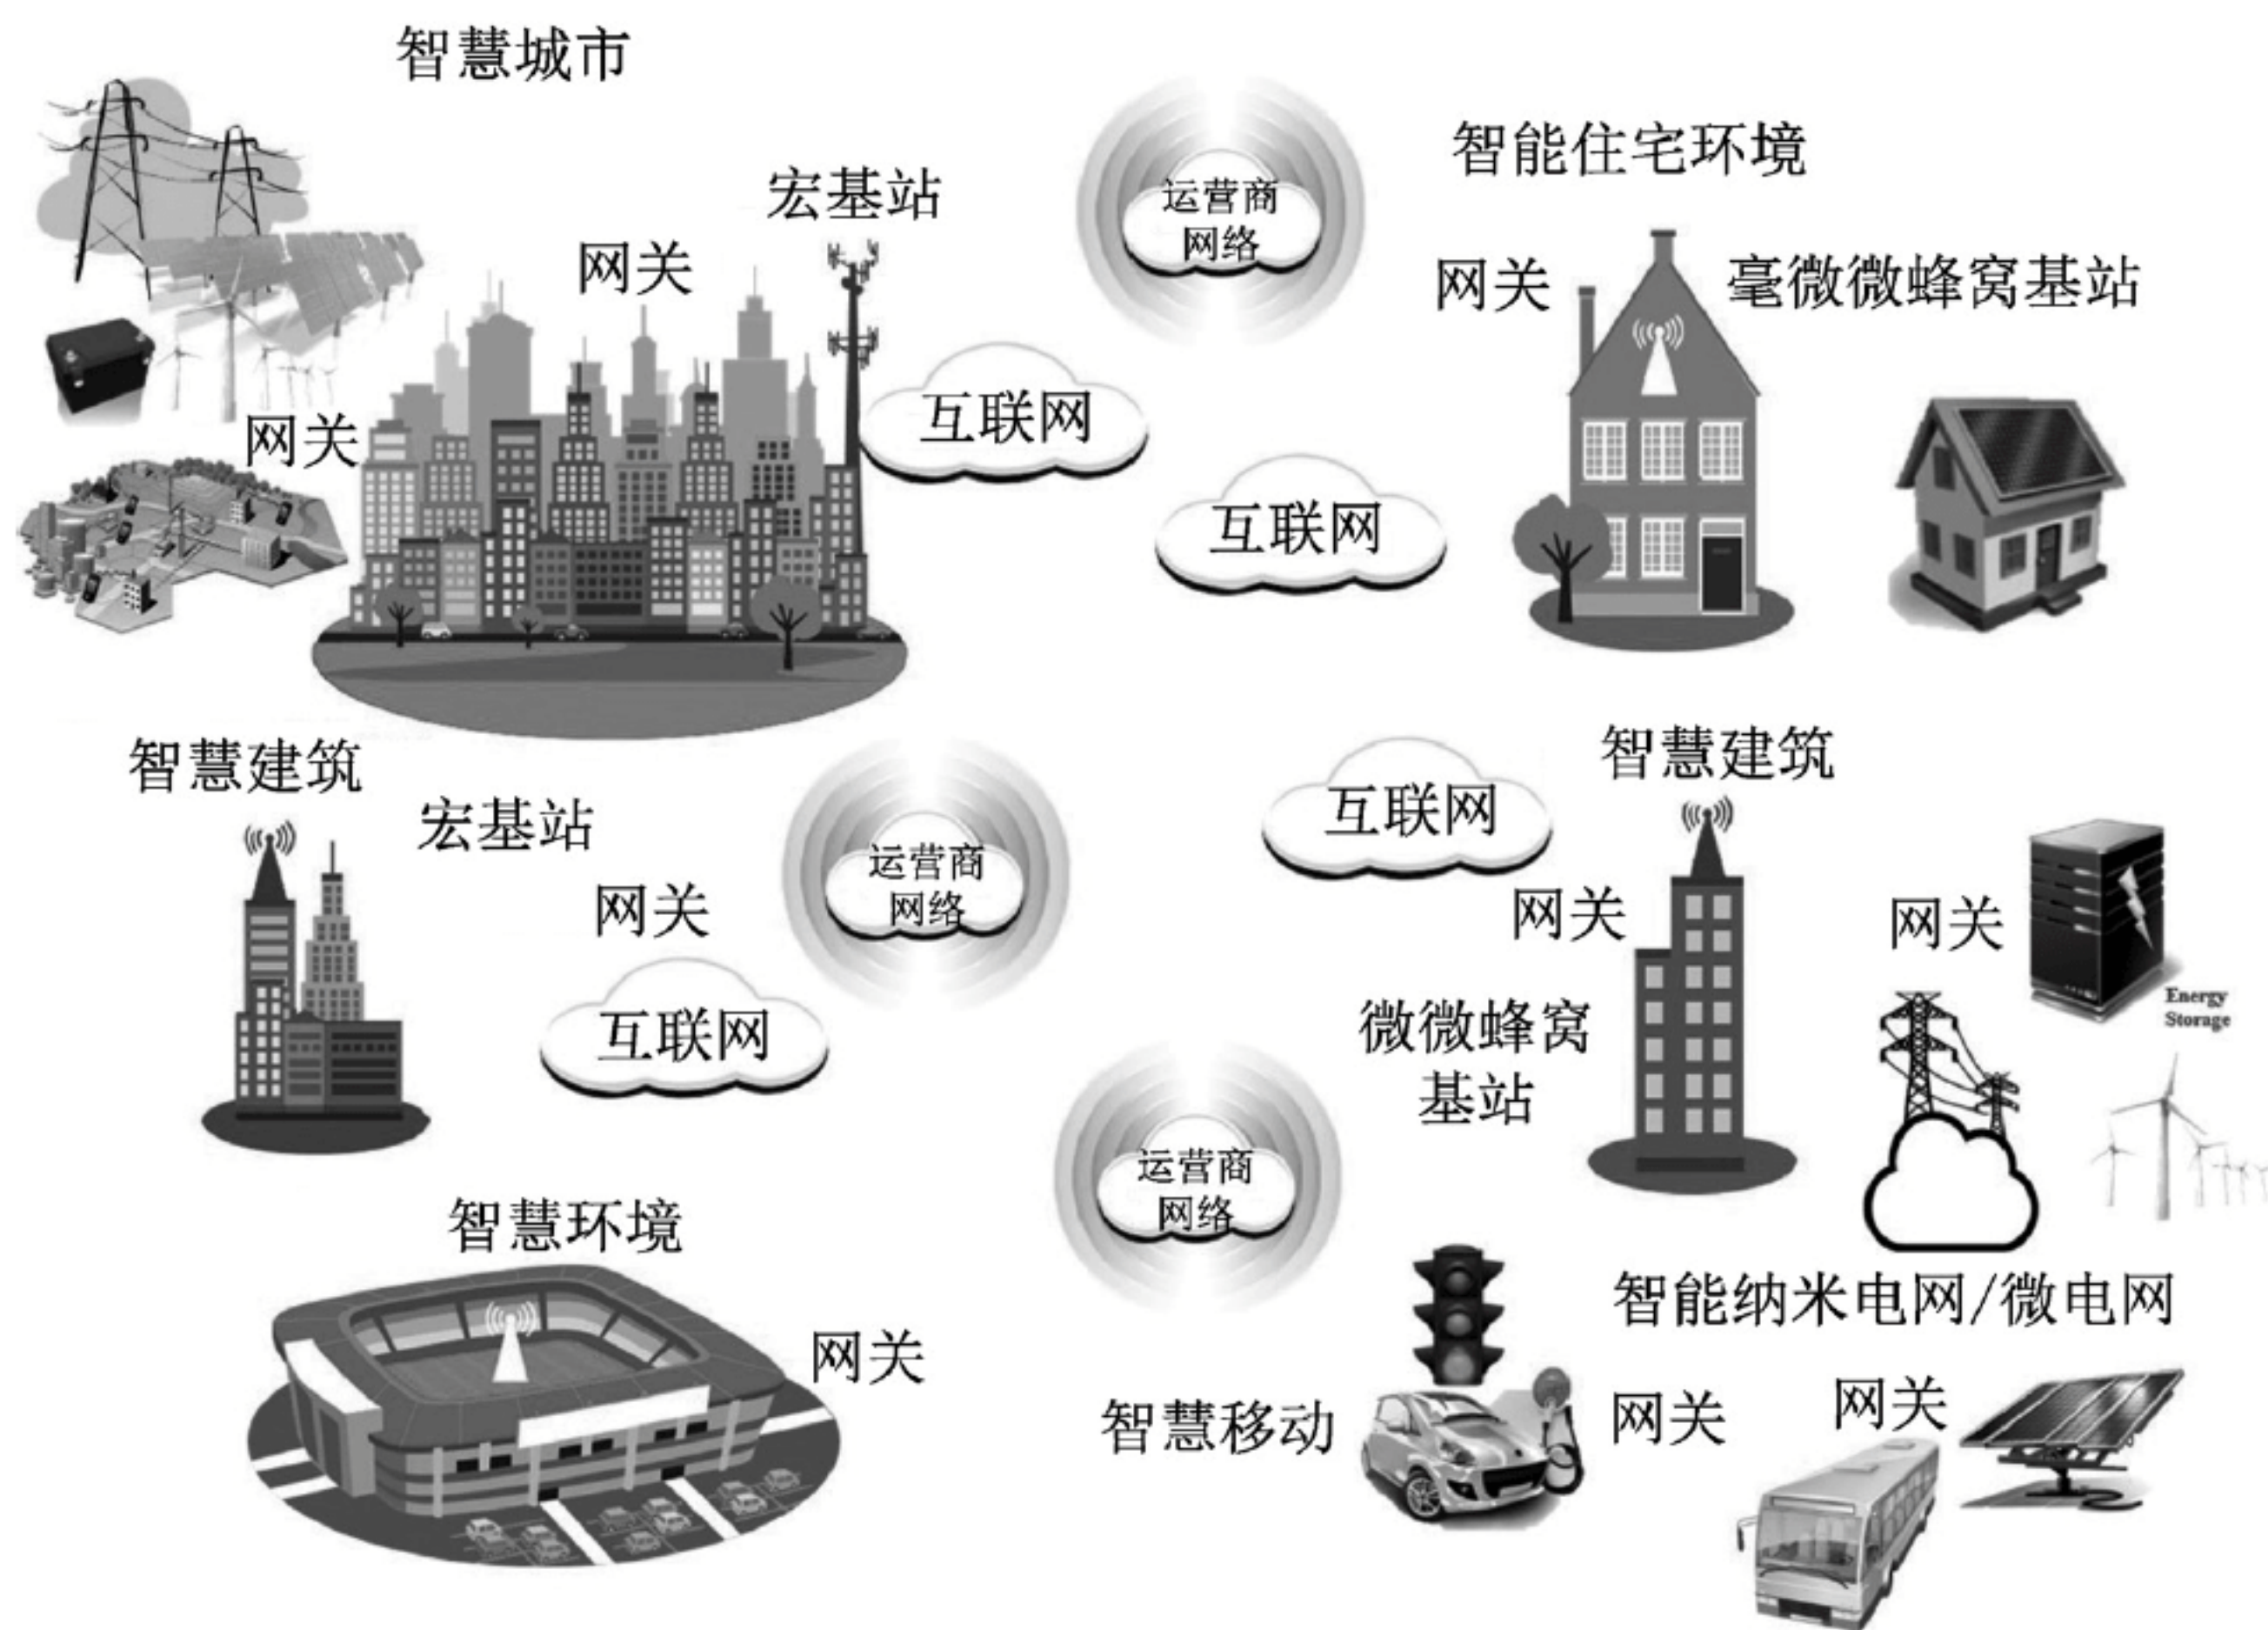 智慧城市
智能住宅环境
宏基站
运营商
网络
网关
网关
毫微微蜂窝基站
网关
互联网
互联网
智慧建筑
智慧建筑
宏基站
互联网
网关
运营商
网络
网关
网关
互联网
Energy
Storage
微微蜂窝
基站
运营商
网络
智慧环境
智能纳米电网/微电网
网关
智慧移动
网关
网关